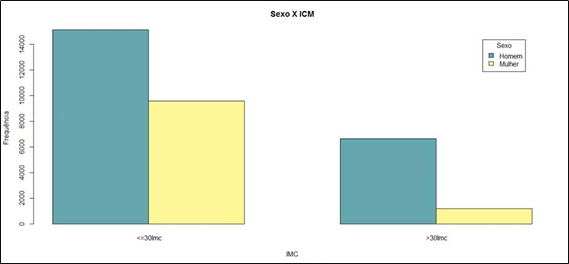 Sexo X ICM
Sexo
Homem
Mulher
Frequência
14000
12000
10000
8000
6000
4000
2000
0
<=30Imc
>30Imc
IMC